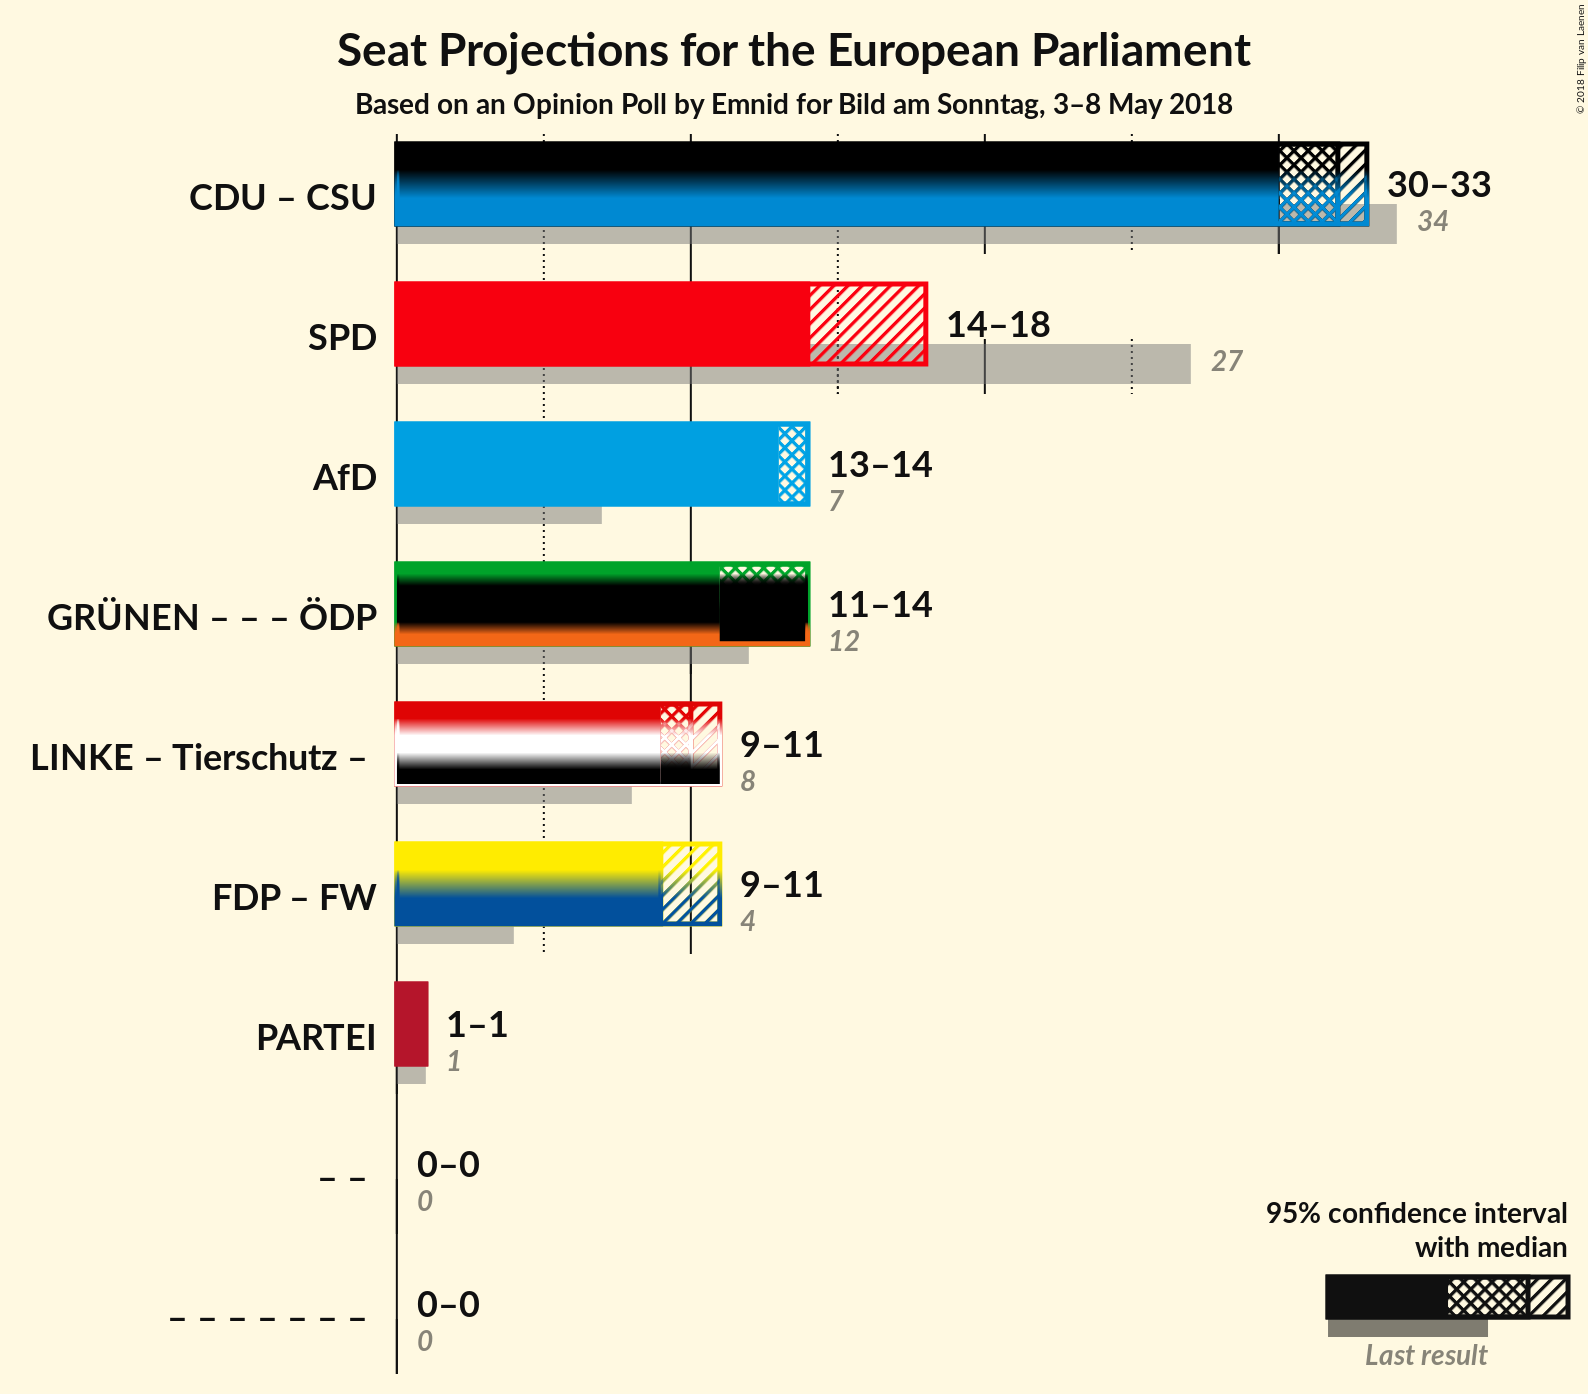 Seat Projections for the European Parliament
Based on an Opinion Poll by Emnid for Bild am Sonntag, 3–8 May 2018
© 2018 Filip van Laenen
CDU – CSU
30–33
34
SPD
14–18
27
AfD
13–14
7
GRÜNEN – – – ÖDP
11–14
12
LINKE – Tierschutz –
9–11
8
FDP – FW
9–11
4
PARTEI
1–1
1
– –
0–0
0
– – – – – – –
0–0
0
95% confidence interval
with median
Last result